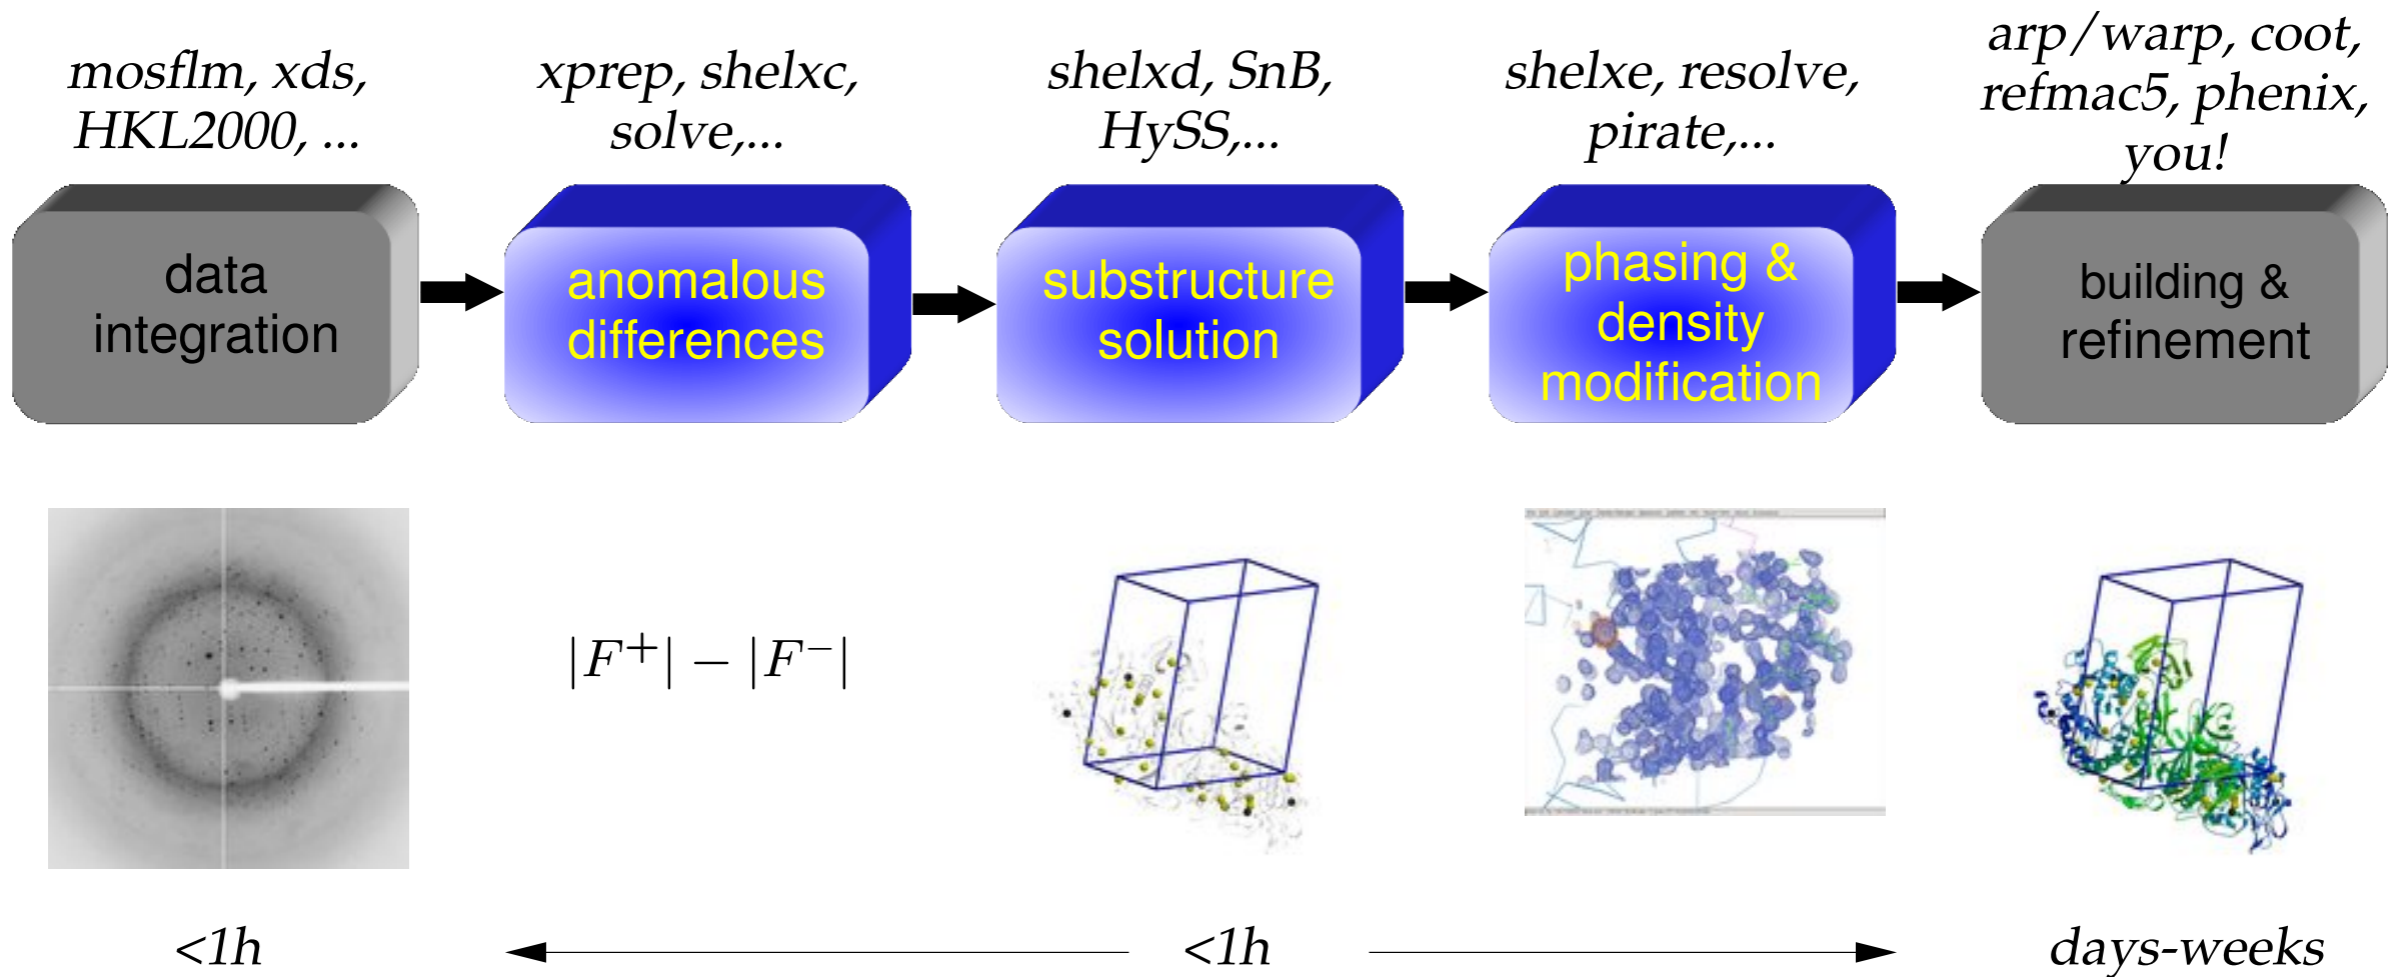 mosflm, xds,
HKL2000, ...
xprep, shelxc,
solve,...
shelxd, SnB,
HySS,...
shelxe, resolve,
pirate,...
arp/warp, coot,
refmac5, phenix,
you!
data
integration
anomalous
differences
substructure
solution
phasing &
density
modification
building &
refinement
|F⁺| − |F⁻|
<1h
<1h
days-weeks